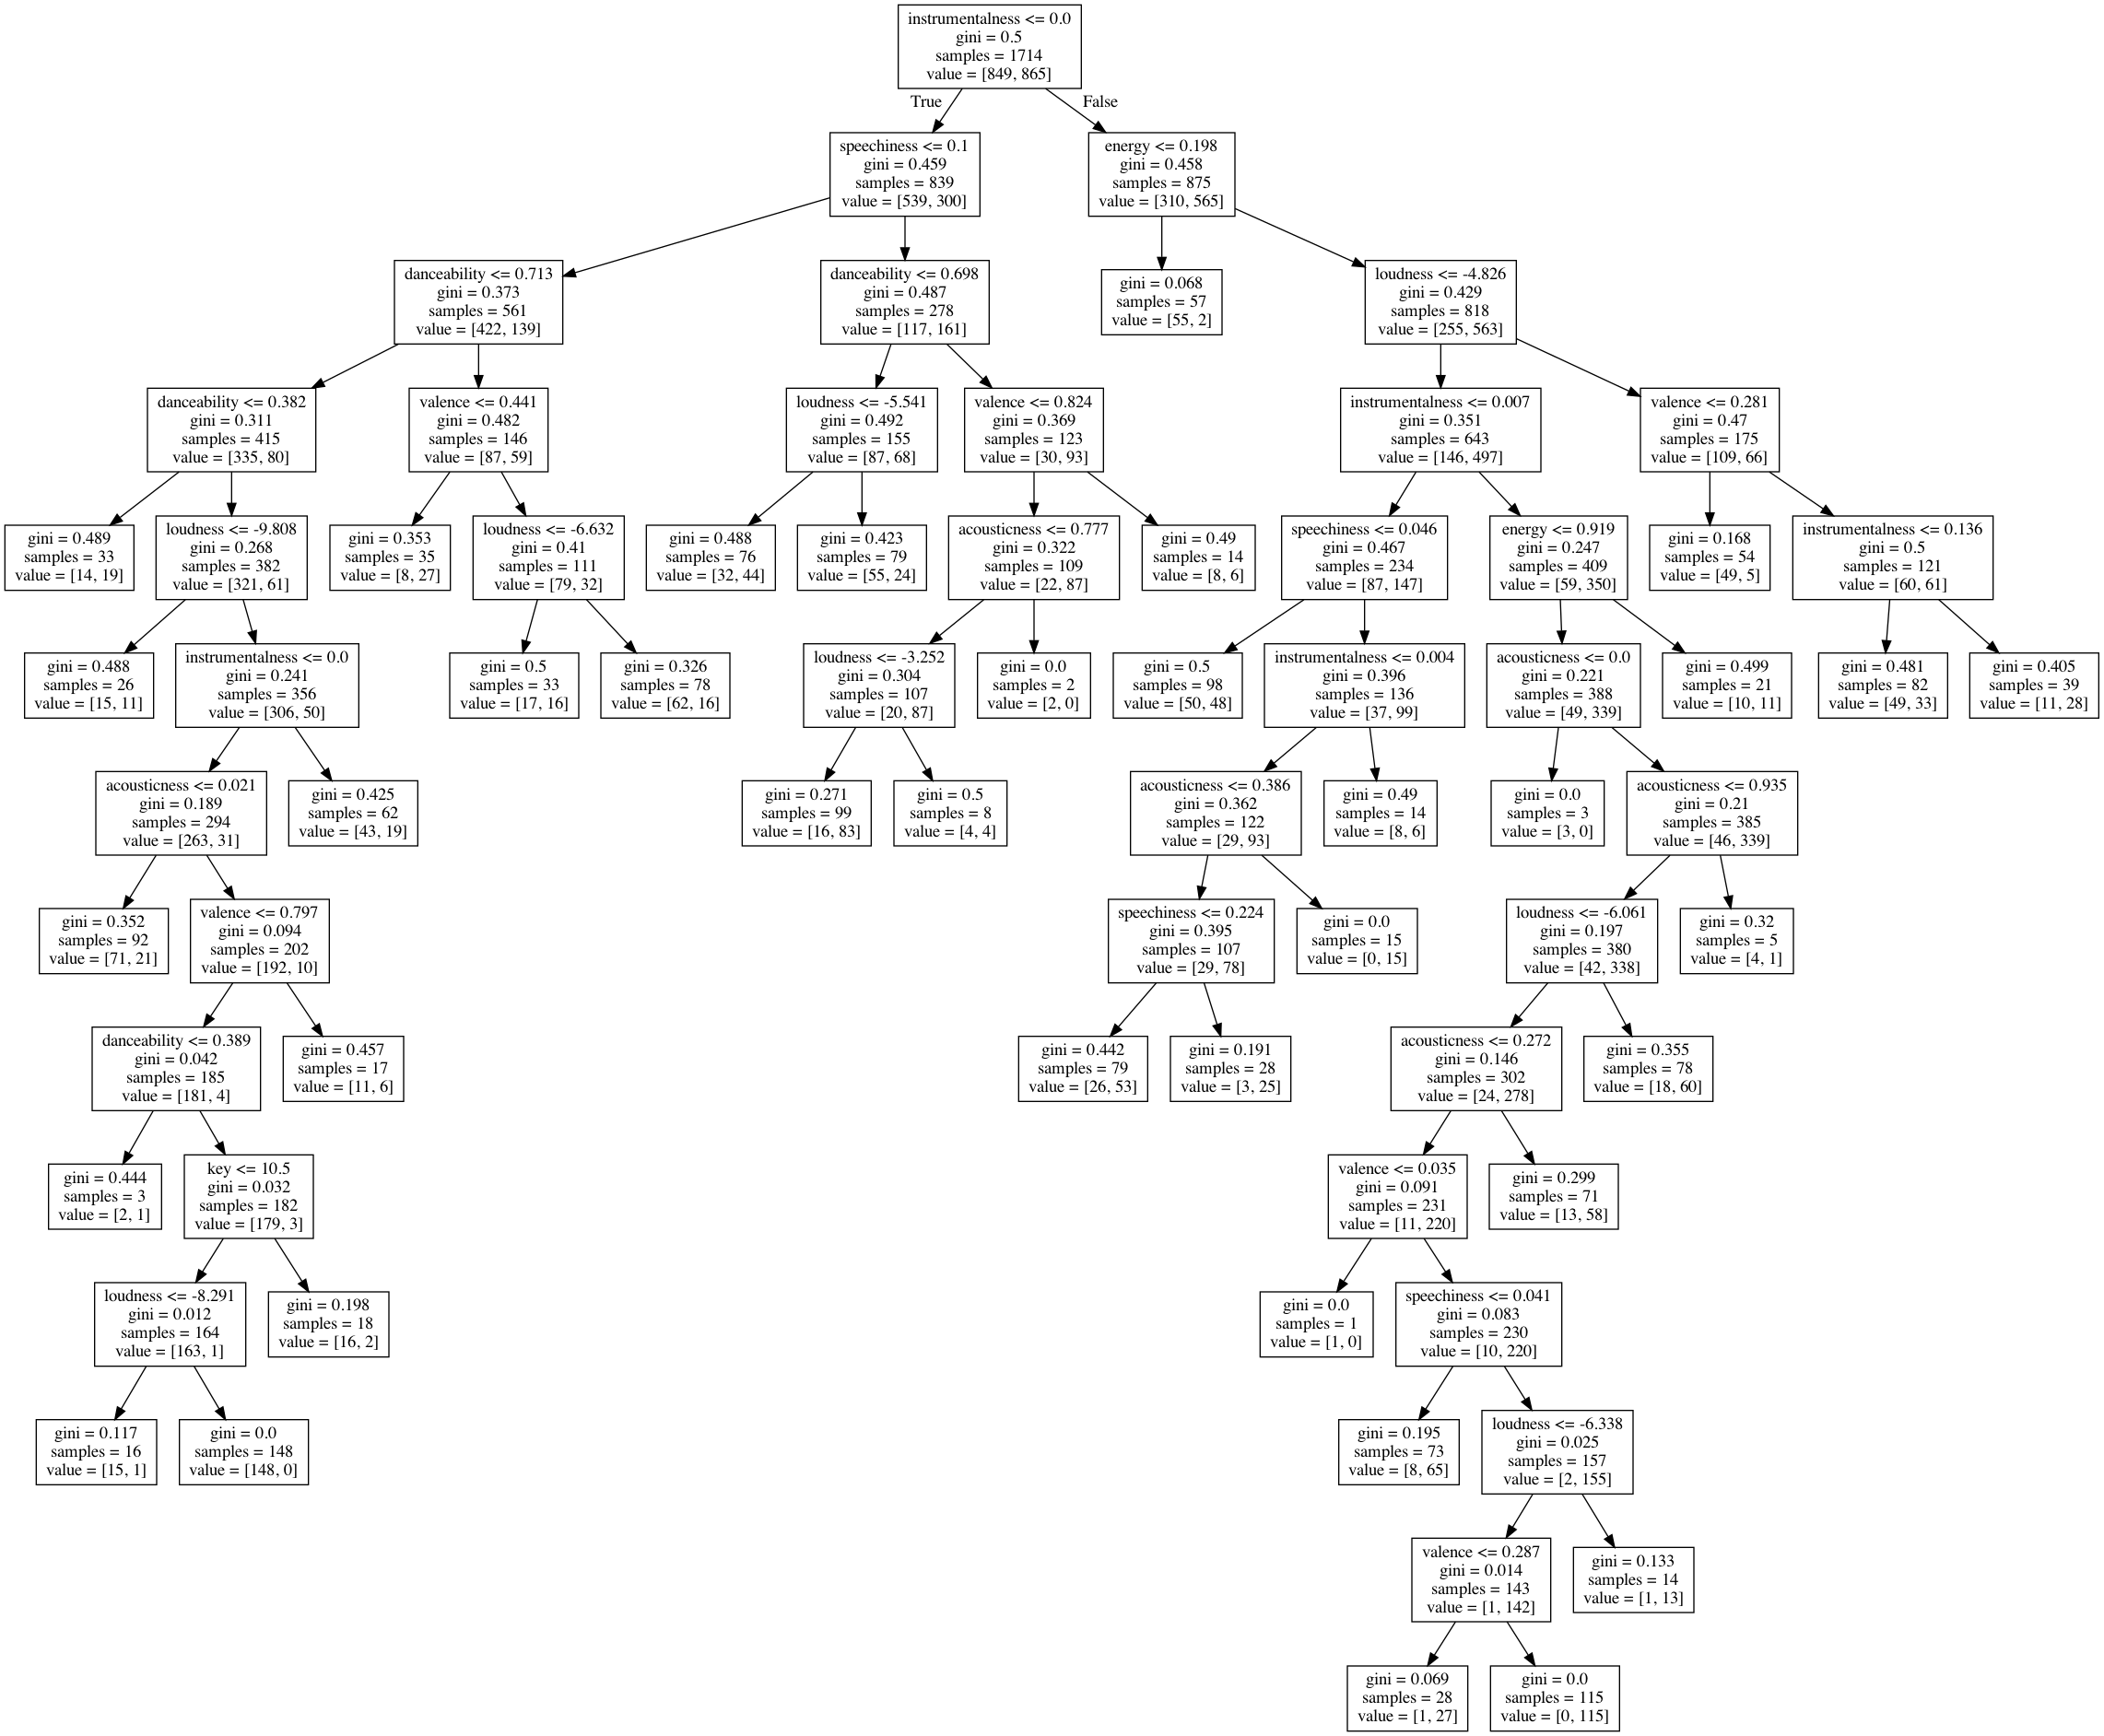 instrumentalness <= 0.0
gini = 0.5
samples = 1714
value = [849, 865]
True
False
speechiness <= 0.1
gini = 0.459
samples = 839
value = [539, 300]
energy <= 0.198
gini = 0.458
samples = 875
value = [310, 565]
danceability <= 0.713
gini = 0.373
samples = 561
value = [422, 139]
danceability <= 0.698
gini = 0.487
samples = 278
value = [117, 161]
gini = 0.068
samples = 57
value = [55, 2]
loudness <= -4.826
gini = 0.429
samples = 818
value = [255, 563]
danceability <= 0.382
gini = 0.311
samples = 415
value = [335, 80]
valence <= 0.441
gini = 0.482
samples = 146
value = [87, 59]
loudness <= -5.541
gini = 0.492
samples = 155
value = [87, 68]
valence <= 0.824
gini = 0.369
samples = 123
value = [30, 93]
instrumentalness <= 0.007
gini = 0.351
samples = 643
value = [146, 497]
valence <= 0.281
gini = 0.47
samples = 175
value = [109, 66]
gini = 0.489
samples = 33
value = [14, 19]
loudness <= -9.808
gini = 0.268
samples = 382
value = [321, 61]
gini = 0.353
samples = 35
value = [8, 27]
loudness <= -6.632
gini = 0.41
samples = 111
value = [79, 32]
gini = 0.488
samples = 76
value = [32, 44]
gini = 0.423
samples = 79
value = [55, 24]
acousticness <= 0.777
gini = 0.322
samples = 109
value = [22, 87]
gini = 0.49
samples = 14
value = [8, 6]
speechiness <= 0.046
gini = 0.467
samples = 234
value = [87, 147]
energy <= 0.919
gini = 0.247
samples = 409
value = [59, 350]
gini = 0.168
samples = 54
value = [49, 5]
instrumentalness <= 0.136
gini = 0.5
samples = 121
value = [60, 61]
gini = 0.488
samples = 26
value = [15, 11]
instrumentalness <= 0.0
gini = 0.241
samples = 356
value = [306, 50]
gini = 0.5
samples = 33
value = [17, 16]
gini = 0.326
samples = 78
value = [62, 16]
loudness <= -3.252
gini = 0.304
samples = 107
value = [20, 87]
gini = 0.0
samples = 2
value = [2, 0]
gini = 0.5
samples = 98
value = [50, 48]
instrumentalness <= 0.004
gini = 0.396
samples = 136
value = [37, 99]
acousticness <= 0.0
gini = 0.221
samples = 388
value = [49, 339]
gini = 0.499
samples = 21
value = [10, 11]
gini = 0.481
samples = 82
value = [49, 33]
gini = 0.405
samples = 39
value = [11, 28]
acousticness <= 0.021
gini = 0.189
samples = 294
value = [263, 31]
gini = 0.425
samples = 62
value = [43, 19]
gini = 0.271
samples = 99
value = [16, 83]
gini = 0.5
samples = 8
value = [4, 4]
acousticness <= 0.386
gini = 0.362
samples = 122
value = [29, 93]
gini = 0.49
samples = 14
value = [8, 6]
gini = 0.0
samples = 3
value = [3, 0]
acousticness <= 0.935
gini = 0.21
samples = 385
value = [46, 339]
gini = 0.352
samples = 92
value = [71, 21]
valence <= 0.797
gini = 0.094
samples = 202
value = [192, 10]
speechiness <= 0.224
gini = 0.395
samples = 107
value = [29, 78]
gini = 0.0
samples = 15
value = [0, 15]
loudness <= -6.061
gini = 0.197
samples = 380
value = [42, 338]
gini = 0.32
samples = 5
value = [4, 1]
danceability <= 0.389
gini = 0.042
samples = 185
value = [181, 4]
gini = 0.457
samples = 17
value = [11, 6]
gini = 0.442
samples = 79
value = [26, 53]
gini = 0.191
samples = 28
value = [3, 25]
acousticness <= 0.272
gini = 0.146
samples = 302
value = [24, 278]
gini = 0.355
samples = 78
value = [18, 60]
gini = 0.444
samples = 3
value = [2, 1]
key <= 10.5
gini = 0.032
samples = 182
value = [179, 3]
valence <= 0.035
gini = 0.091
samples = 231
value = [11, 220]
gini = 0.299
samples = 71
value = [13, 58]
loudness <= -8.291
gini = 0.012
samples = 164
value = [163, 1]
gini = 0.198
samples = 18
value = [16, 2]
gini = 0.0
samples = 1
value = [1, 0]
speechiness <= 0.041
gini = 0.083
samples = 230
value = [10, 220]
gini = 0.117
samples = 16
value = [15, 1]
gini = 0.0
samples = 148
value = [148, 0]
gini = 0.195
samples = 73
value = [8, 65]
loudness <= -6.338
gini = 0.025
samples = 157
value = [2, 155]
valence <= 0.287
gini = 0.014
samples = 143
value = [1, 142]
gini = 0.133
samples = 14
value = [1, 13]
gini = 0.069
samples = 28
value = [1, 27]
gini = 0.0
samples = 115
value = [0, 115]